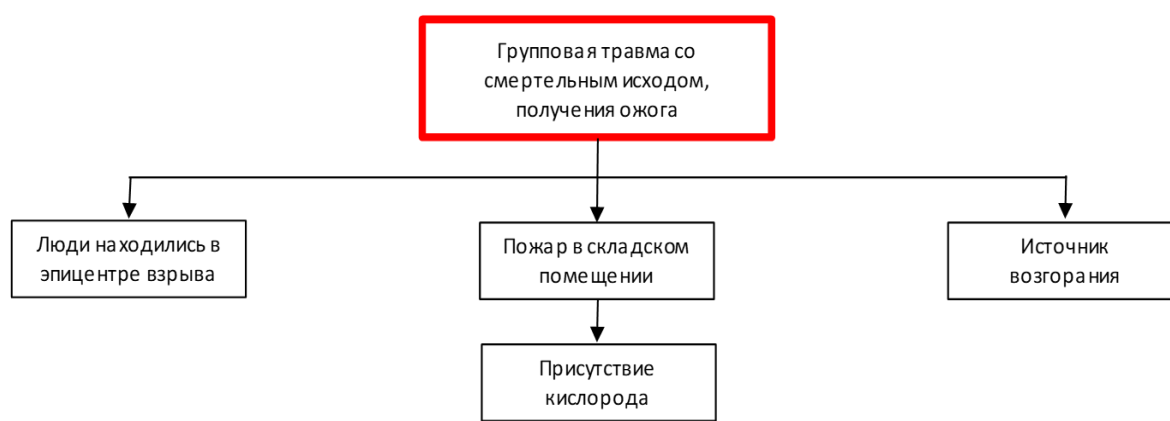 Групповая травма со
смертельным исходом,
получения ожога
Люди находились в
эпицентре взрыва
Пожар в складском
помещении
Источник
возгорания
Присутствие
кислорода